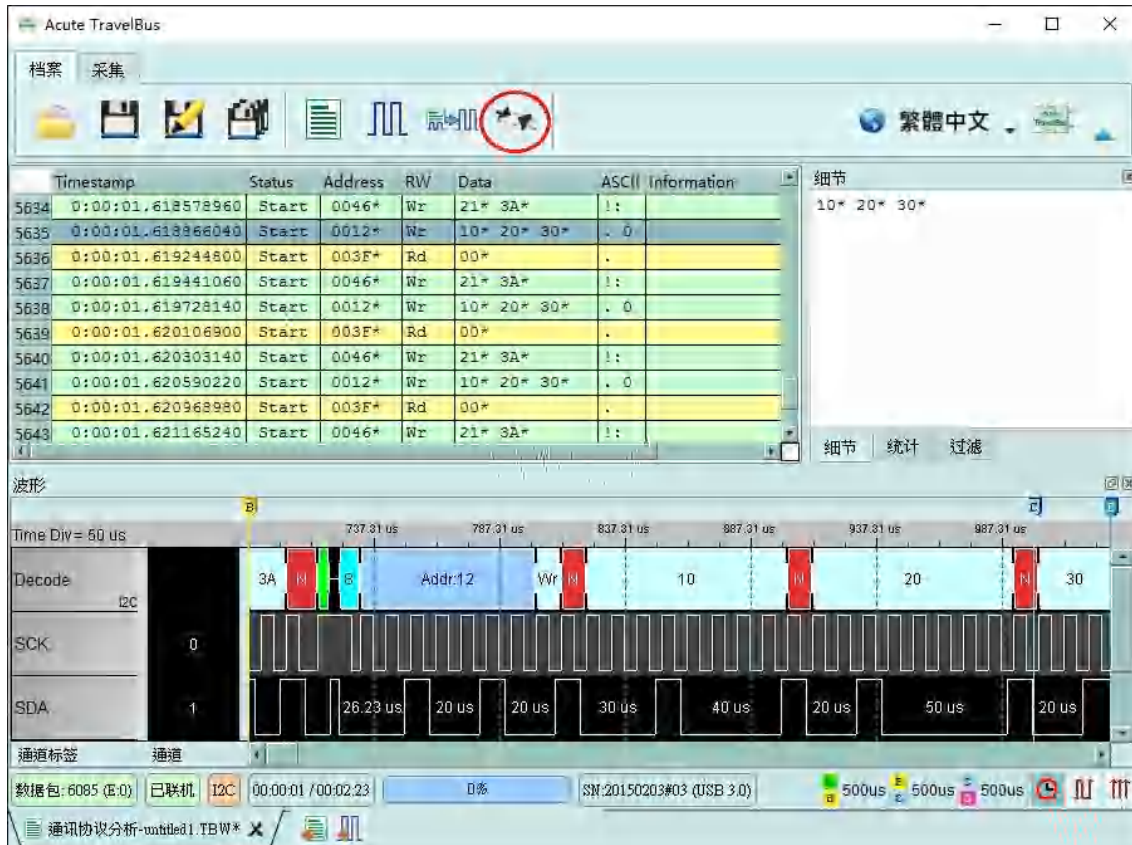 Acute TravelBus
档案 采集
繁體中文
Timestamp Status Address RW Data ASCII Information
5634 0:00:01.618578960 Start 0046* Wr 21* 3A* !:
5635 0:00:01.618866040 Start 0012* Wr 10* 20* 30* . 0
5636 0:00:01.619244800 Start 003F* Rd 00* .
5637 0:00:01.619441060 Start 0046* Wr 21* 3A* !:
5638 0:00:01.619728140 Start 0012* Wr 10* 20* 30* . 0
5639 0:00:01.620106900 Start 003F* Rd 00* .
5640 0:00:01.620303140 Start 0046* Wr 21* 3A* !:
5641 0:00:01.620590220 Start 0012* Wr 10* 20* 30* . 0
5642 0:00:01.620968980 Start 003F* Rd 00* .
5643 0:00:01.621165240 Start 0046* Wr 21* 3A* !:
细节
10* 20* 30*
细节 统计 过滤
波形
B
Time Div = 50 us 737.31 us 787.31 us 837.31 us 887.31 us 937.31 us 987.31 us
Decode I2C 3A N S Addr:12 Wr N 10 N 20 N 30
SCK 0
SDA 1 26.23 us 20 us 20 us 30 us 40 us 20 us 50 us 20 us
通道标签 通道
数据包: 6085 (E:0) 已联机 I2C 00:00:01 / 00:02:23 0% SN:20150203#03 (USB 3.0) 500us 500us 500us
通讯协议分析-untitled1.TBW*